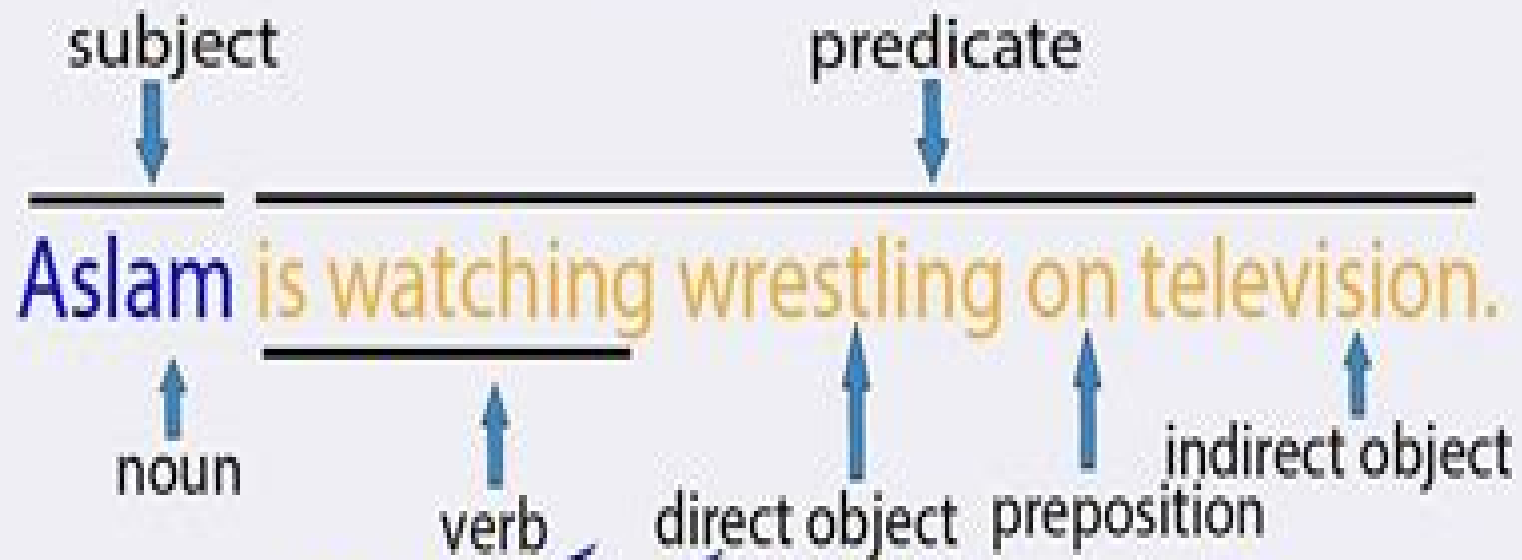 subject predicate
Aslam is watching wrestling on television.
noun verb direct object preposition indirect object